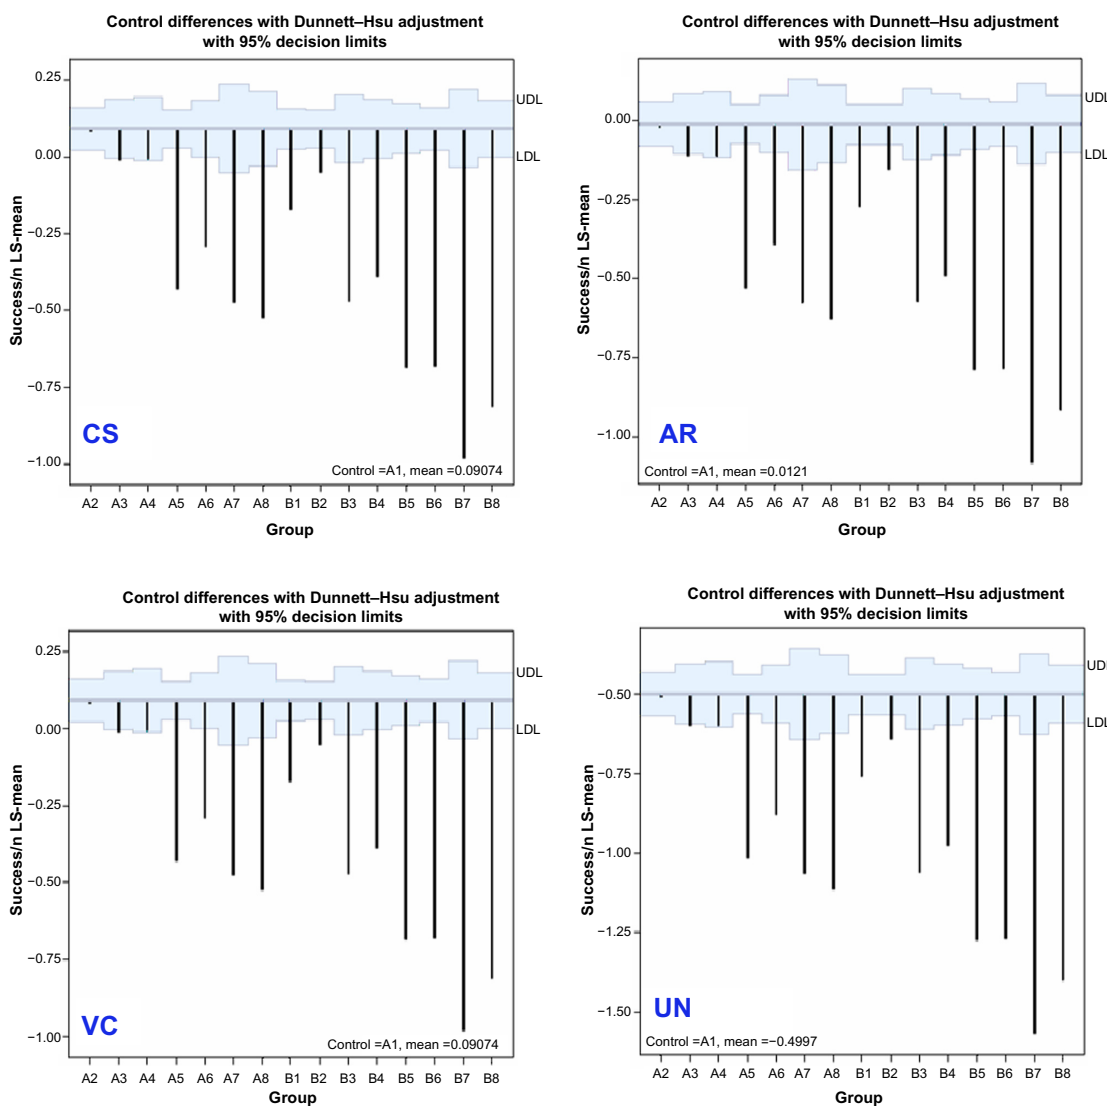 Control differences with Dunnett–Hsu adjustment
with 95% decision limits
Success/n LS-mean
0.25
0.00
−0.25
−0.50
−0.75
−1.00
UDL
LDL
CS
Control =A1, mean =0.09074
A2 A3 A4 A5 A6 A7 A8 B1 B2 B3 B4 B5 B6 B7 B8
Group
Control differences with Dunnett–Hsu adjustment
with 95% decision limits
Success/n LS-mean
0.00
−0.25
−0.50
−0.75
−1.00
UDL
LDL
AR
Control =A1, mean =0.0121
A2 A3 A4 A5 A6 A7 A8 B1 B2 B3 B4 B5 B6 B7 B8
Group
Control differences with Dunnett–Hsu adjustment
with 95% decision limits
Success/n LS-mean
0.25
0.00
−0.25
−0.50
−0.75
−1.00
UDL
LDL
VC
Control =A1, mean =0.09074
A2 A3 A4 A5 A6 A7 A8 B1 B2 B3 B4 B5 B6 B7 B8
Group
Control differences with Dunnett–Hsu adjustment
with 95% decision limits
Success/n LS-mean
−0.50
−0.75
−1.00
−1.25
−1.50
UDL
LDL
UN
Control =A1, mean =−0.4997
A2 A3 A4 A5 A6 A7 A8 B1 B2 B3 B4 B5 B6 B7 B8
Group